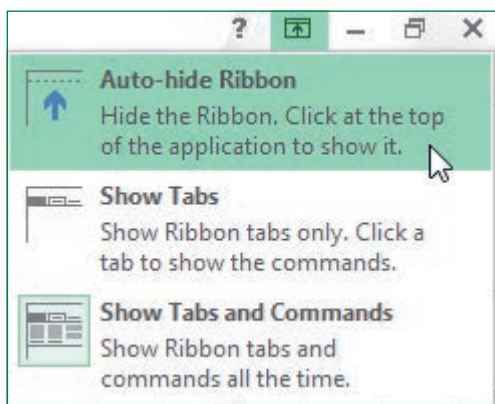 ?
Auto-hide Ribbon
Hide the Ribbon. Click at the top
of the application to show it.
Show Tabs
Show Ribbon tabs only. Click a
tab to show the commands.
Show Tabs and Commands
Show Ribbon tabs and
commands all the time.